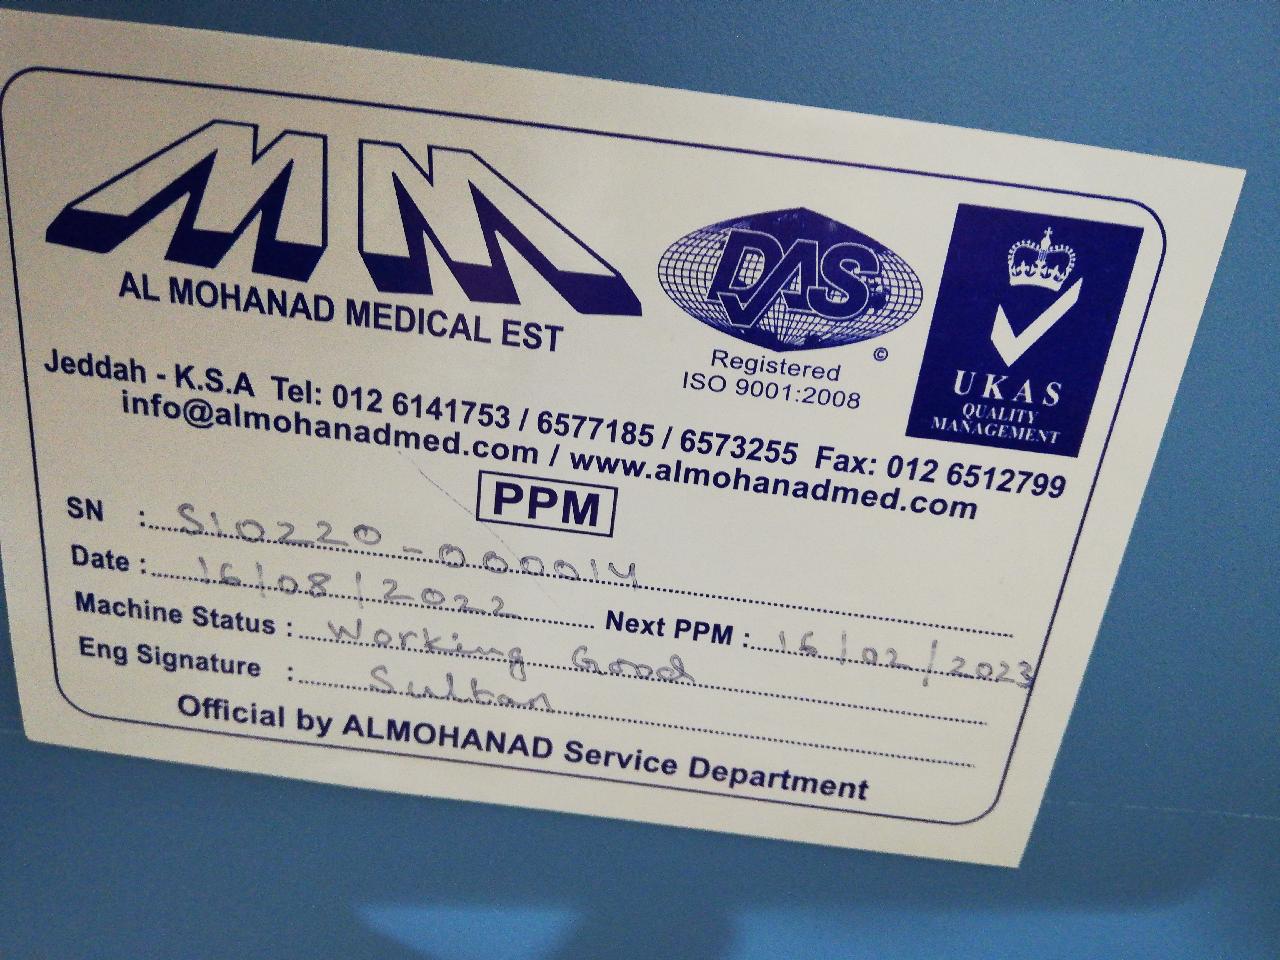 MM
AL MOHANAD MEDICAL EST
DAS
©
Registered
ISO 9001:2008
UKAS
QUALITY
MANAGEMENT
Jeddah - K.S.A Tel: 012 6141753 / 6577185 / 6573255 Fax: 012 6512799
info@almohanadmed.com / www.almohanadmed.com
PPM
SN : S10220-000014
Date : 16/08/2022 Next PPM : 16/02/2023
Machine Status : Working Good
Eng Signature : Sultan
Official by ALMOHANAD Service Department